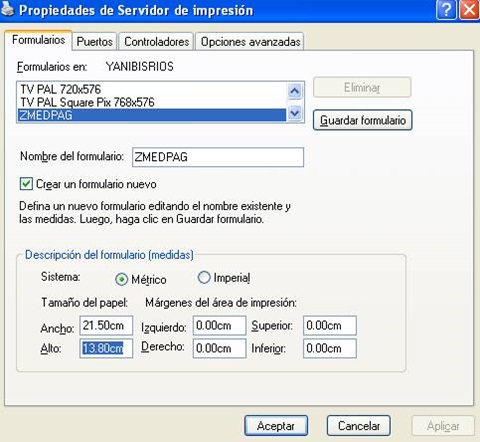 Propiedades de Servidor de impresión
Formularios Puertos Controladores Opciones avanzadas
Formularios en: YANIBISRIOS
TV PAL 720x576
TV PAL Square Pix 768x576
ZMEDPAG
Eliminar
Guardar formulario
Nombre del formulario: ZMEDPAG
Crear un formulario nuevo
Defina un nuevo formulario editando el nombre existente y
las medidas. Luego, haga clic en Guardar formulario.
Descripción del formulario (medidas)
Sistema: Métrico Imperial
Tamaño del papel: Márgenes del área de impresión:
Ancho: 21.50cm Izquierdo: 0.00cm Superior: 0.00cm
Alto: 13.80cm Derecho: 0.00cm Inferior: 0.00cm
Aceptar Cancelar Aplicar